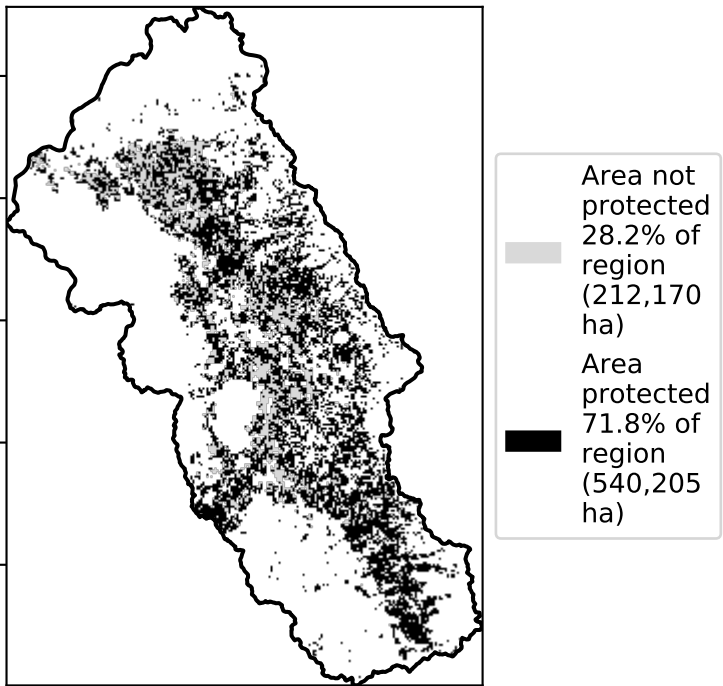 Area not
protected
28.2% of
region
(212,170
ha)
Area
protected
71.8% of
region
(540,205
ha)